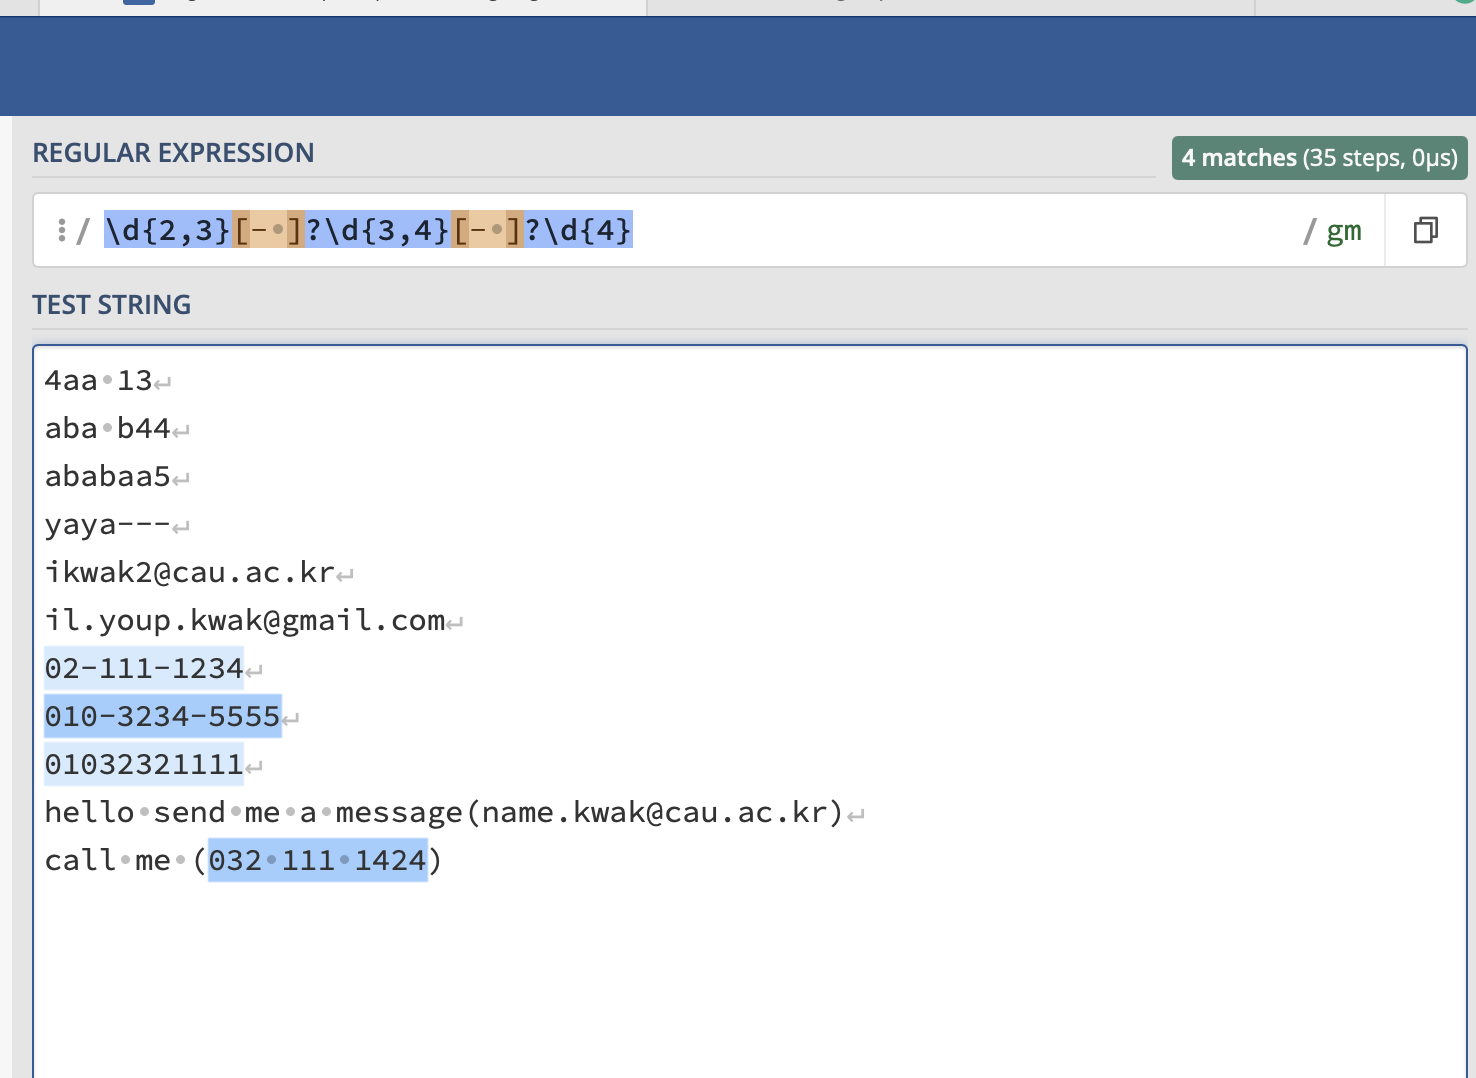 REGULAR EXPRESSION
4 matches (35 steps, 0μs)
/ \d{2,3}[- ]?\d{3,4}[- ]?\d{4} / gm
TEST STRING
4aa 13
aba b44
ababaa5
yaya---
ikwak2@cau.ac.kr
il.youp.kwak@gmail.com
02-111-1234
010-3234-5555
01032321111
hello send me a message(name.kwak@cau.ac.kr)
call me (032 111 1424)